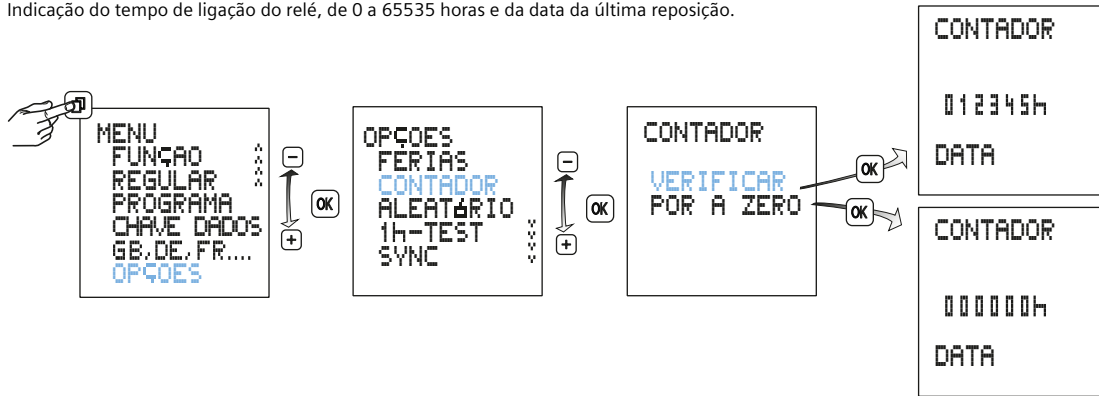 Indicação do tempo de ligação do relé, de 0 a 65535 horas e da data da última reposição.
MENU
FUNÇAO
REGULAR
PROGRAMA
CHAVE DADOS
GB,DE,FR....
OPÇOES
−
+
OK
OPÇOES
FERIAS
CONTADOR
ALEATóRIO
1h-TEST
SYNC
−
+
OK
CONTADOR
VERIFICAR
POR A ZERO
OK
OK
CONTADOR
012345h
DATA
CONTADOR
000000h
DATA